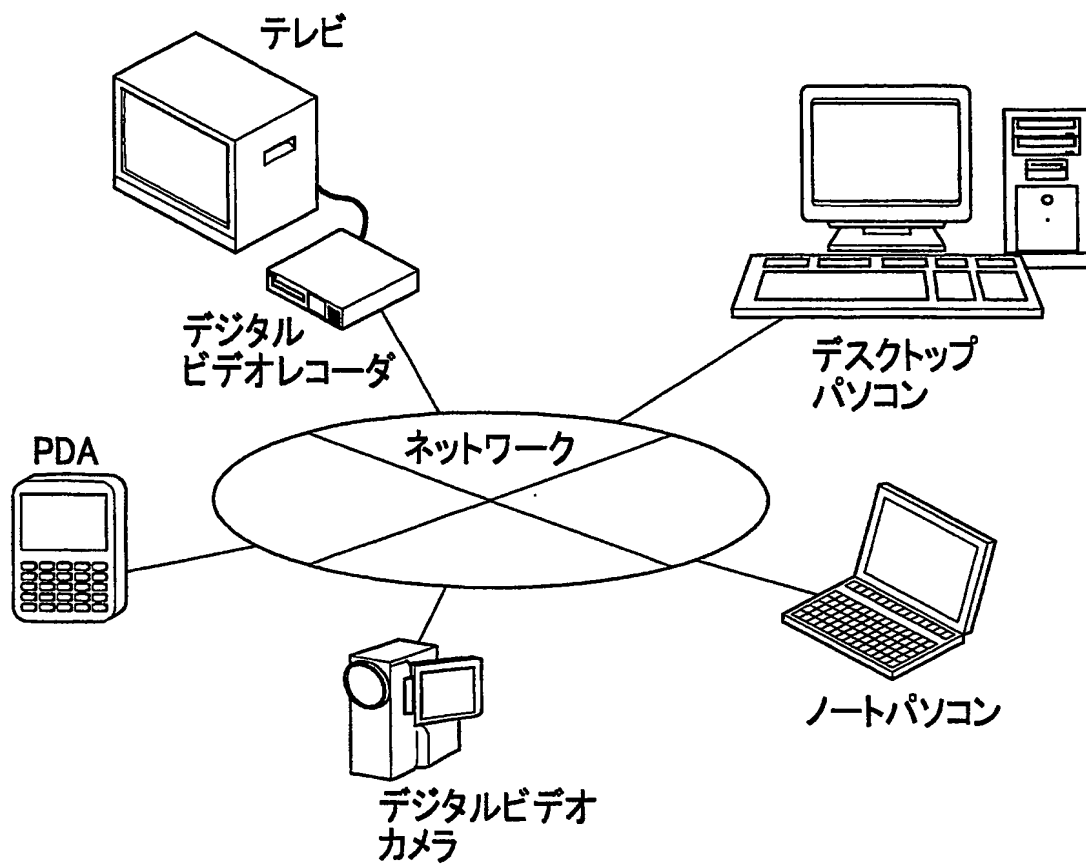 テレビ
デジタル
ビデオレコーダ
デスクトップ
パソコン
ネットワーク
PDA
ノートパソコン
デジタルビデオ
カメラ